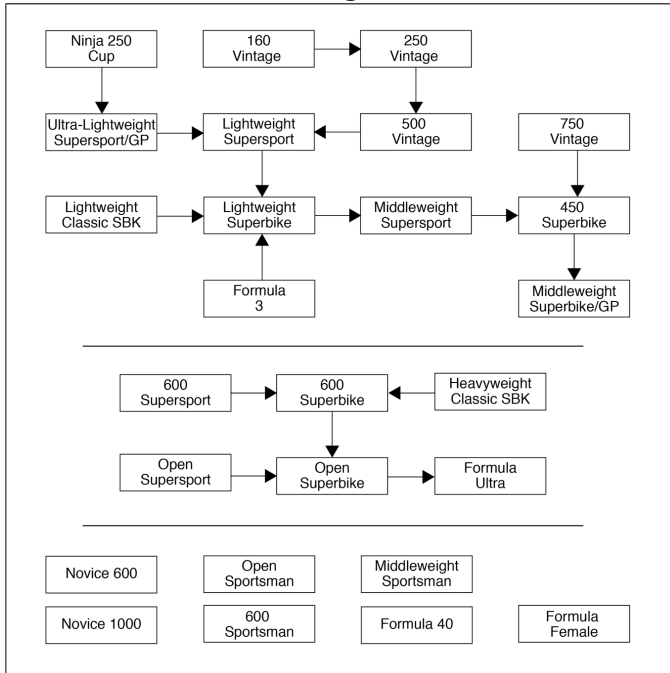 Ninja 250
Cup
160
Vintage
250
Vintage
Ultra-Lightweight
Supersport/GP
Lightweight
Supersport
500
Vintage
750
Vintage
Lightweight
Classic SBK
Lightweight
Superbike
Middleweight
Supersport
450
Superbike
Formula
3
Middleweight
Superbike/GP
600
Supersport
600
Superbike
Heavyweight
Classic SBK
Open
Supersport
Open
Superbike
Formula
Ultra
Novice 600
Open
Sportsman
Middleweight
Sportsman
Novice 1000
600
Sportsman
Formula 40
Formula
Female